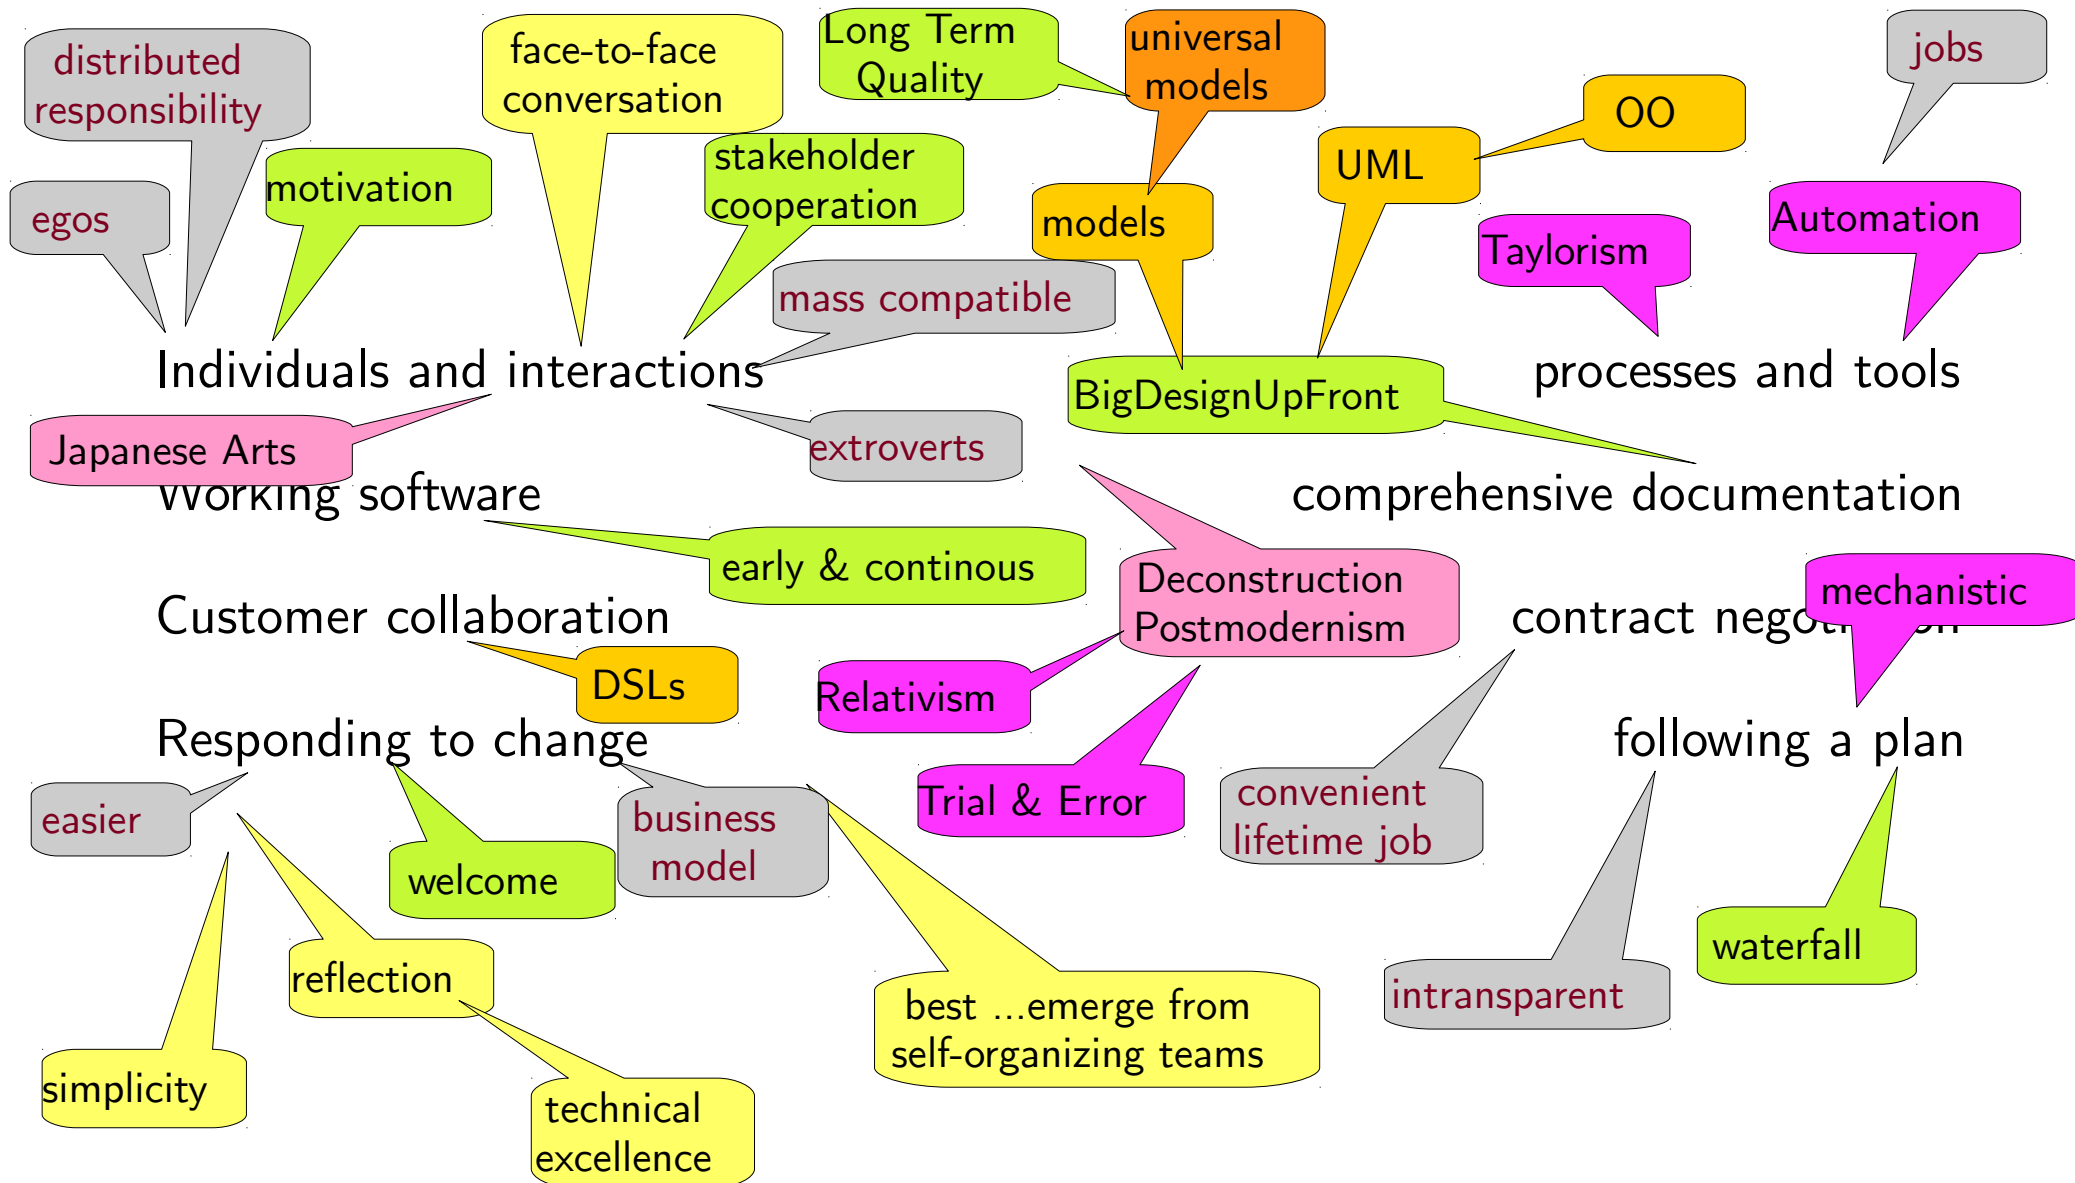 distributed
responsibility
face-to-face
conversation
Long Term
Quality
universal
models
jobs
OO
egos
motivation
stakeholder
cooperation
models
UML
Taylorism
Automation
mass compatible
Individuals and interactions
processes and tools
BigDesignUpFront
Japanese Arts
extroverts
Working software
comprehensive documentation
early & continous
Deconstruction
Postmodernism
mechanistic
Customer collaboration
contract negotiation
DSLs
Relativism
Responding to change
following a plan
easier
business
model
Trial & Error
convenient
lifetime job
welcome
waterfall
reflection
intransparent
best ...emerge from
self-organizing teams
simplicity
technical
excellence